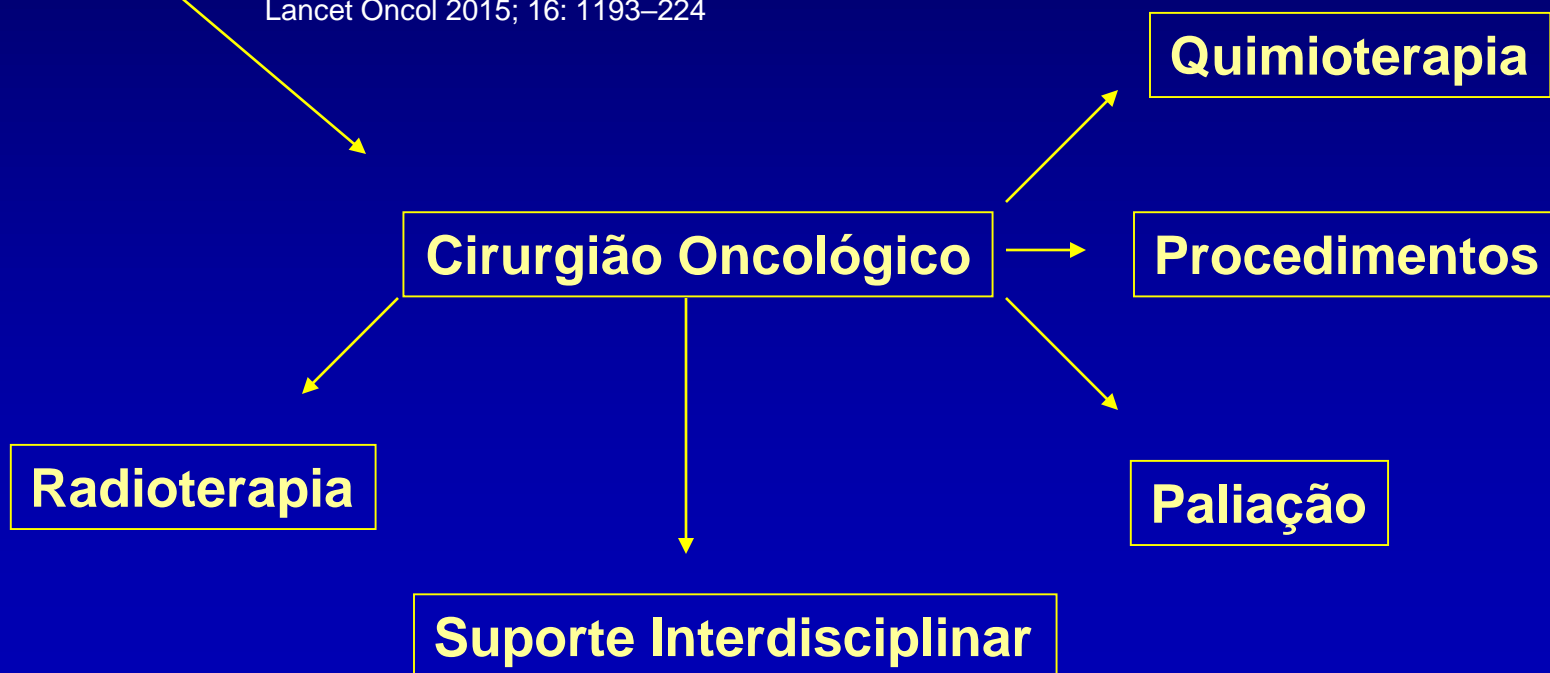 Lancet Oncol 2015; 16: 1193–224
Quimioterapia
Cirurgião Oncológico
Procedimentos
Radioterapia
Paliação
Suporte Interdisciplinar